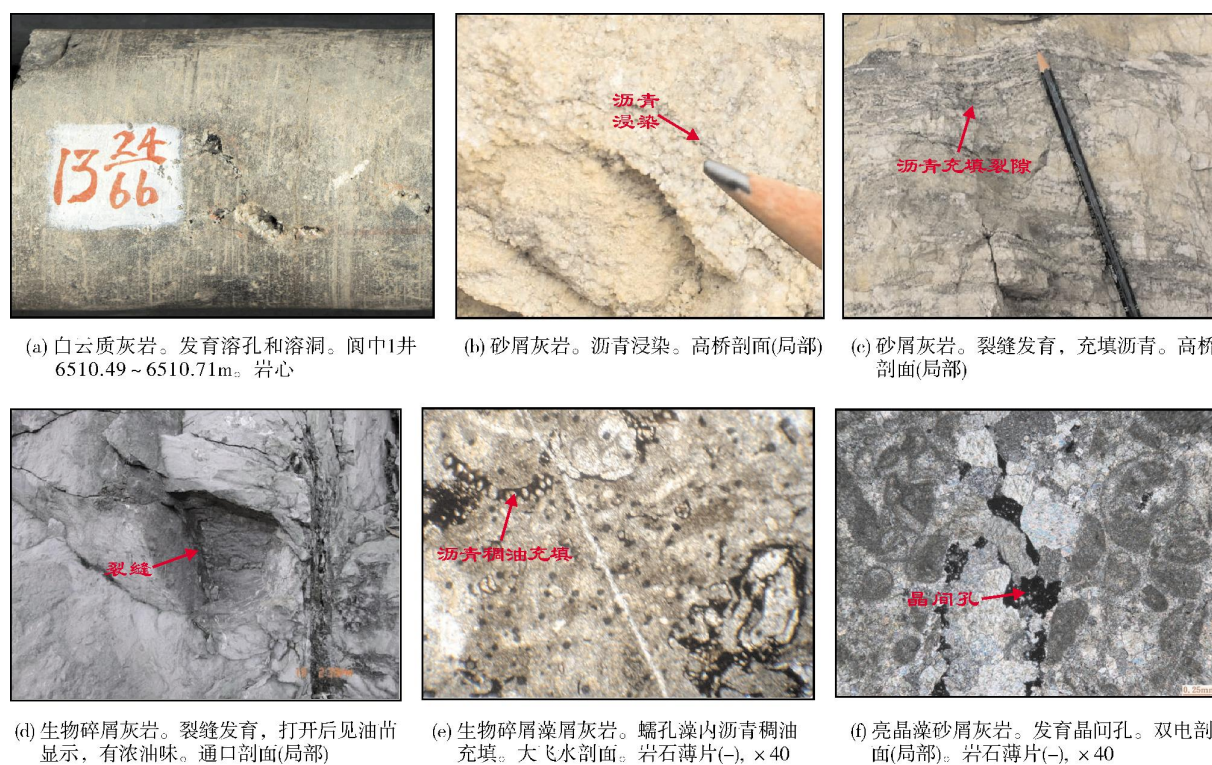 13 24/66
沥青
浸染
沥青充填裂隙
(a) 白云质灰岩。发育溶孔和溶洞。阆中1井
6510.49~6510.71m。岩心
(b) 砂屑灰岩。沥青浸染。高桥剖面(局部)
(c) 砂屑灰岩。裂缝发育，充填沥青。高桥
剖面(局部)
裂缝
沥青稠油充填
晶间孔
0.25mm
(d) 生物碎屑灰岩。裂缝发育，打开后见油苗
显示，有浓油味。通口剖面(局部)
(e) 生物碎屑藻屑灰岩。蠕孔藻内沥青稠油
充填。大飞水剖面。岩石薄片(-), ×40
(f) 亮晶藻砂屑灰岩。发育晶间孔。双电剖
面(局部)。岩石薄片(-), ×40